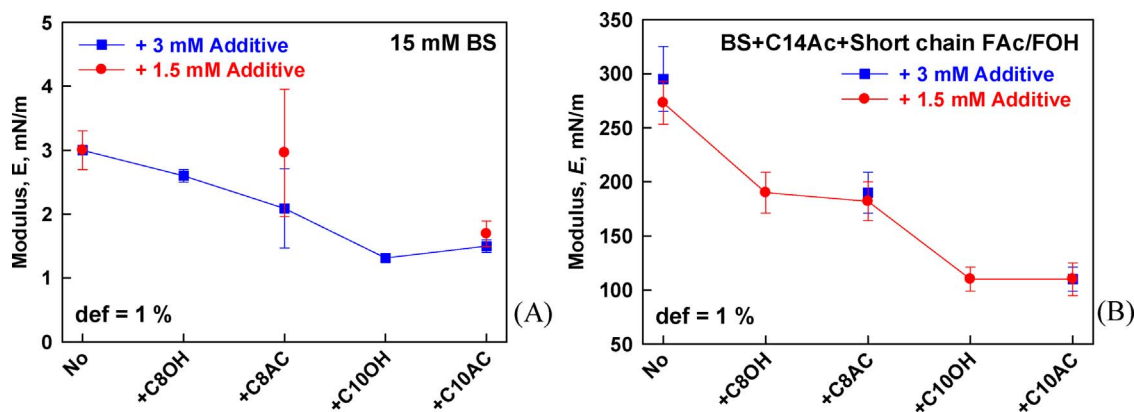 5
4
3
2
1
0
Modulus, E, mN/m
+ 3 mM Additive
+ 1.5 mM Additive
15 mM BS
def = 1 %
No
+C8OH
+C8AC
+C10OH
+C10AC
(A)
350
300
250
200
150
100
50
Modulus, E, mN/m
BS+C14Ac+Short chain FAc/FOH
+ 3 mM Additive
+ 1.5 mM Additive
def = 1 %
No
+C8OH
+C8AC
+C10OH
+C10AC
(B)